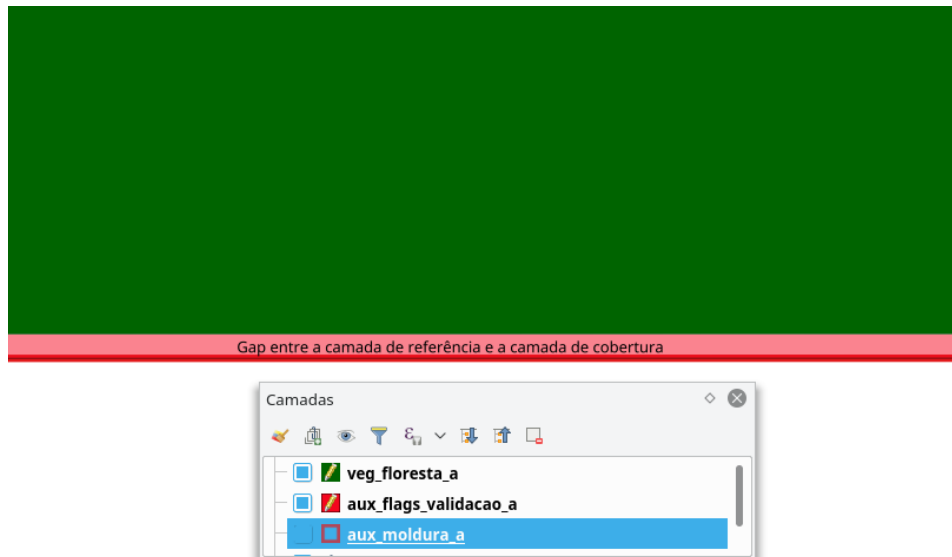 Gap entre a camada de referência e a camada de cobertura
Camadas
veg_floresta_a
aux_flags_validacao_a
aux_moldura_a